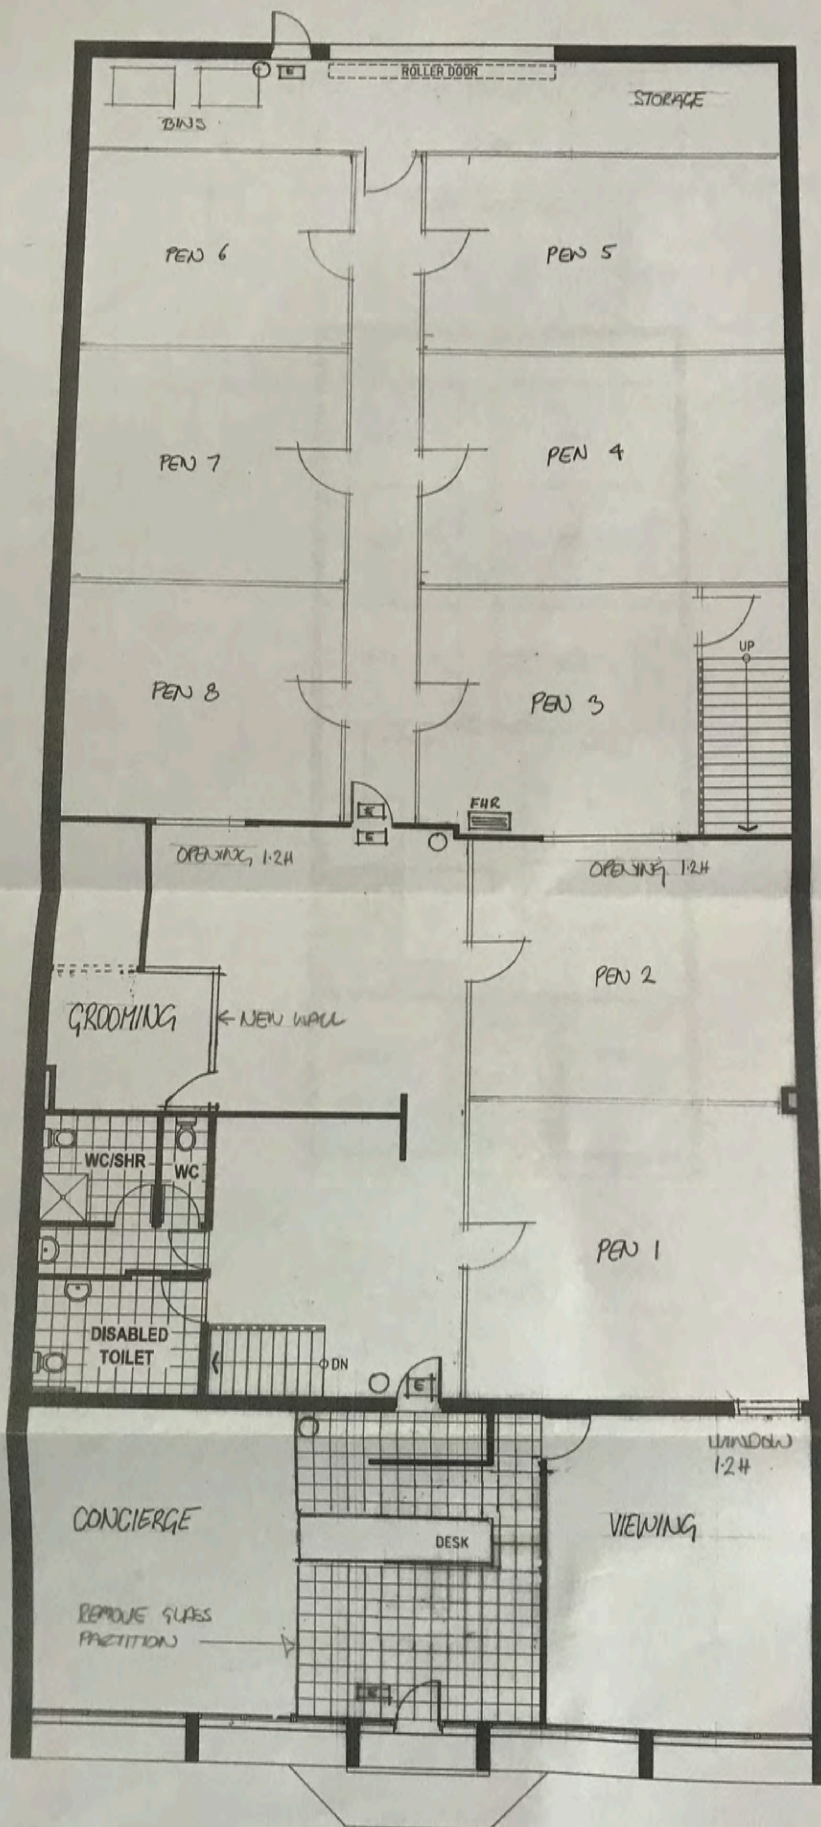 ROLLER DOOR
STORAGE
BINS
E
PEN 6
PEN 5
PEN 7
PEN 4
UP
PEN 8
PEN 3
FHR
E
E
OPENING 1.2H
OPENING 1.2H
PEN 2
GROOMING
← NEW WALL
WC/SHR
WC
PEN 1
DISABLED
TOILET
DN
E
WINDOW
1.2H
CONCIERGE
VIEWING
DESK
REMOVE GLASS
PARTITION
E